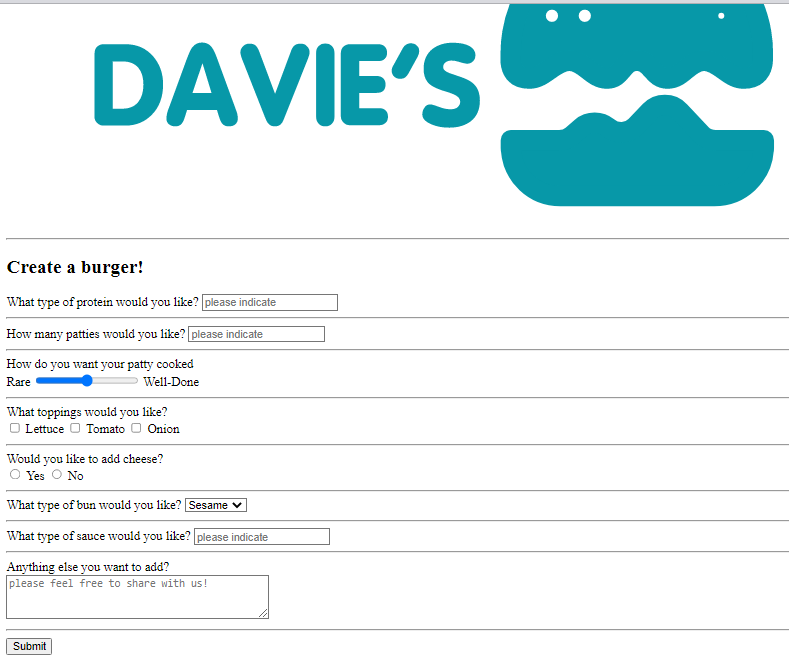 DAVIE'S
Create a burger!
What type of protein would you like? please indicate
How many patties would you like? please indicate
How do you want your patty cooked
Rare Well-Done
What toppings would you like?
Lettuce Tomato Onion
Would you like to add cheese?
Yes No
What type of bun would you like? Sesame
What type of sauce would you like? please indicate
Anything else you want to add?
please feel free to share with us!
Submit